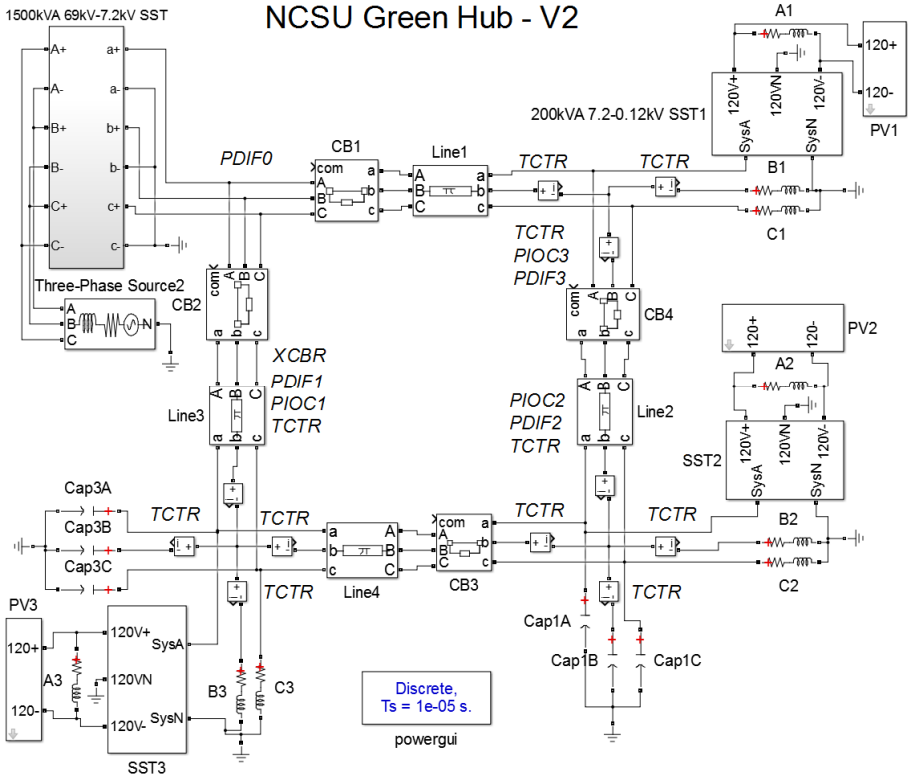 NCSU Green Hub - V2
1500kVA 69kV-7.2kV SST
A+
A-
B+
B-
C+
C-
a+
a-
b+
b-
c+
c-
Three-Phase Source2
A
B
C
N
PDIF0
CB1
com
A
B
C
a
b
c
Line1
A
B
C
a
b
c
TCTR
TCTR
200kVA 7.2-0.12kV SST1
120V+
120VN
120V-
SysA
SysN
A1
120+
120-
PV1
B1
C1
CB2
com
A
B
C
a
b
c
XCBR
PDIF1
PIOC1
TCTR
Line3
A
B
C
a
b
c
TCTR
PIOC3
PDIF3
CB4
com
A
B
C
a
b
c
PIOC2
PDIF2
TCTR
Line2
A
B
C
a
b
c
120+
120-
PV2
A2
SST2
120V+
120VN
120V-
SysA
SysN
B2
C2
Cap3A
Cap3B
Cap3C
TCTR
TCTR
TCTR
Line4
a
b
c
A
B
C
CB3
com
A
B
C
a
b
c
TCTR
TCTR
TCTR
Cap1A
Cap1B
Cap1C
PV3
120+
120-
A3
120V+
120VN
120V-
SysA
SysN
SST3
B3
C3
Discrete,
Ts = 1e-05 s.
powergui